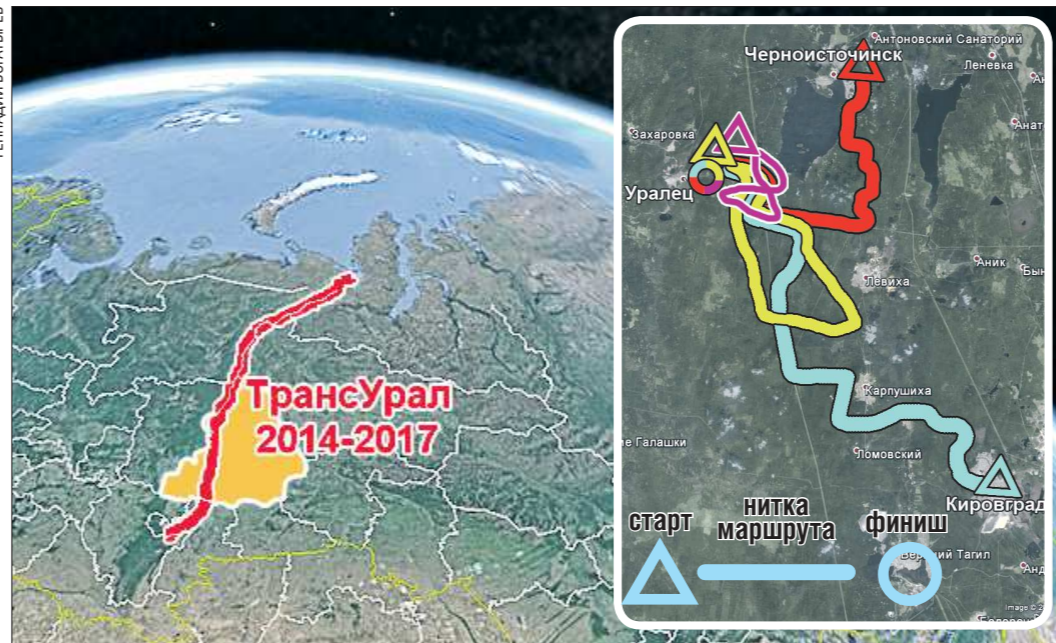 ТрансУрал
2014-2017
Антоновский Санаторий
Черноисточинск
Леневка
Захаровка
Уралец
Аник
Левиха
Карпушиха
Ломовский
Кировград
старт
нитка
маршрута
финиш
Верхний Тагил